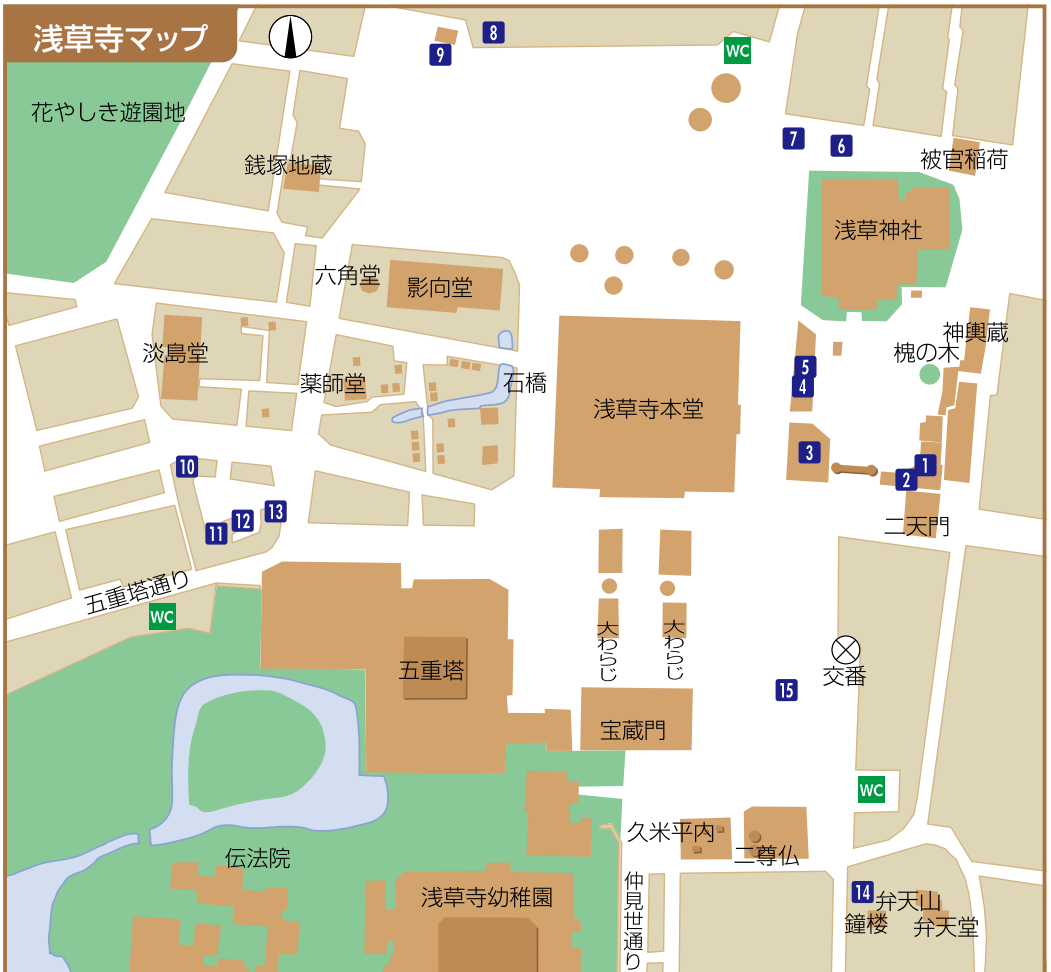 浅草寺マップ
8
9
WC
花やしき遊園地
7
6
被官稲荷
銭塚地蔵
浅草神社
六角堂
影向堂
神輿蔵
槐の木
淡島堂
薬師堂
石橋
5
4
浅草寺本堂
3
10
1
2
13
12
11
二天門
五重塔通り
WC
大わらじ
大わらじ
五重塔
交番
15
宝蔵門
WC
久米平内
二尊仏
伝法院
浅草寺幼稚園
仲見世通り
14
弁天山
鐘楼
弁天堂